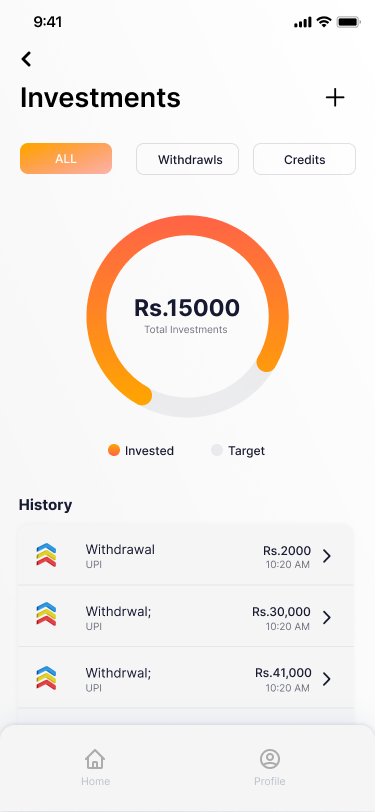 9:41
Investments
ALL
Withdrawls
Credits
Rs.15000
Total Investments
Invested
Target
History
Withdrawal
Rs.2000
UPI
10:20 AM
Withdrwal;
Rs.30,000
UPI
10:20 AM
Withdrwal;
Rs.41,000
UPI
10:20 AM
Home
Profile